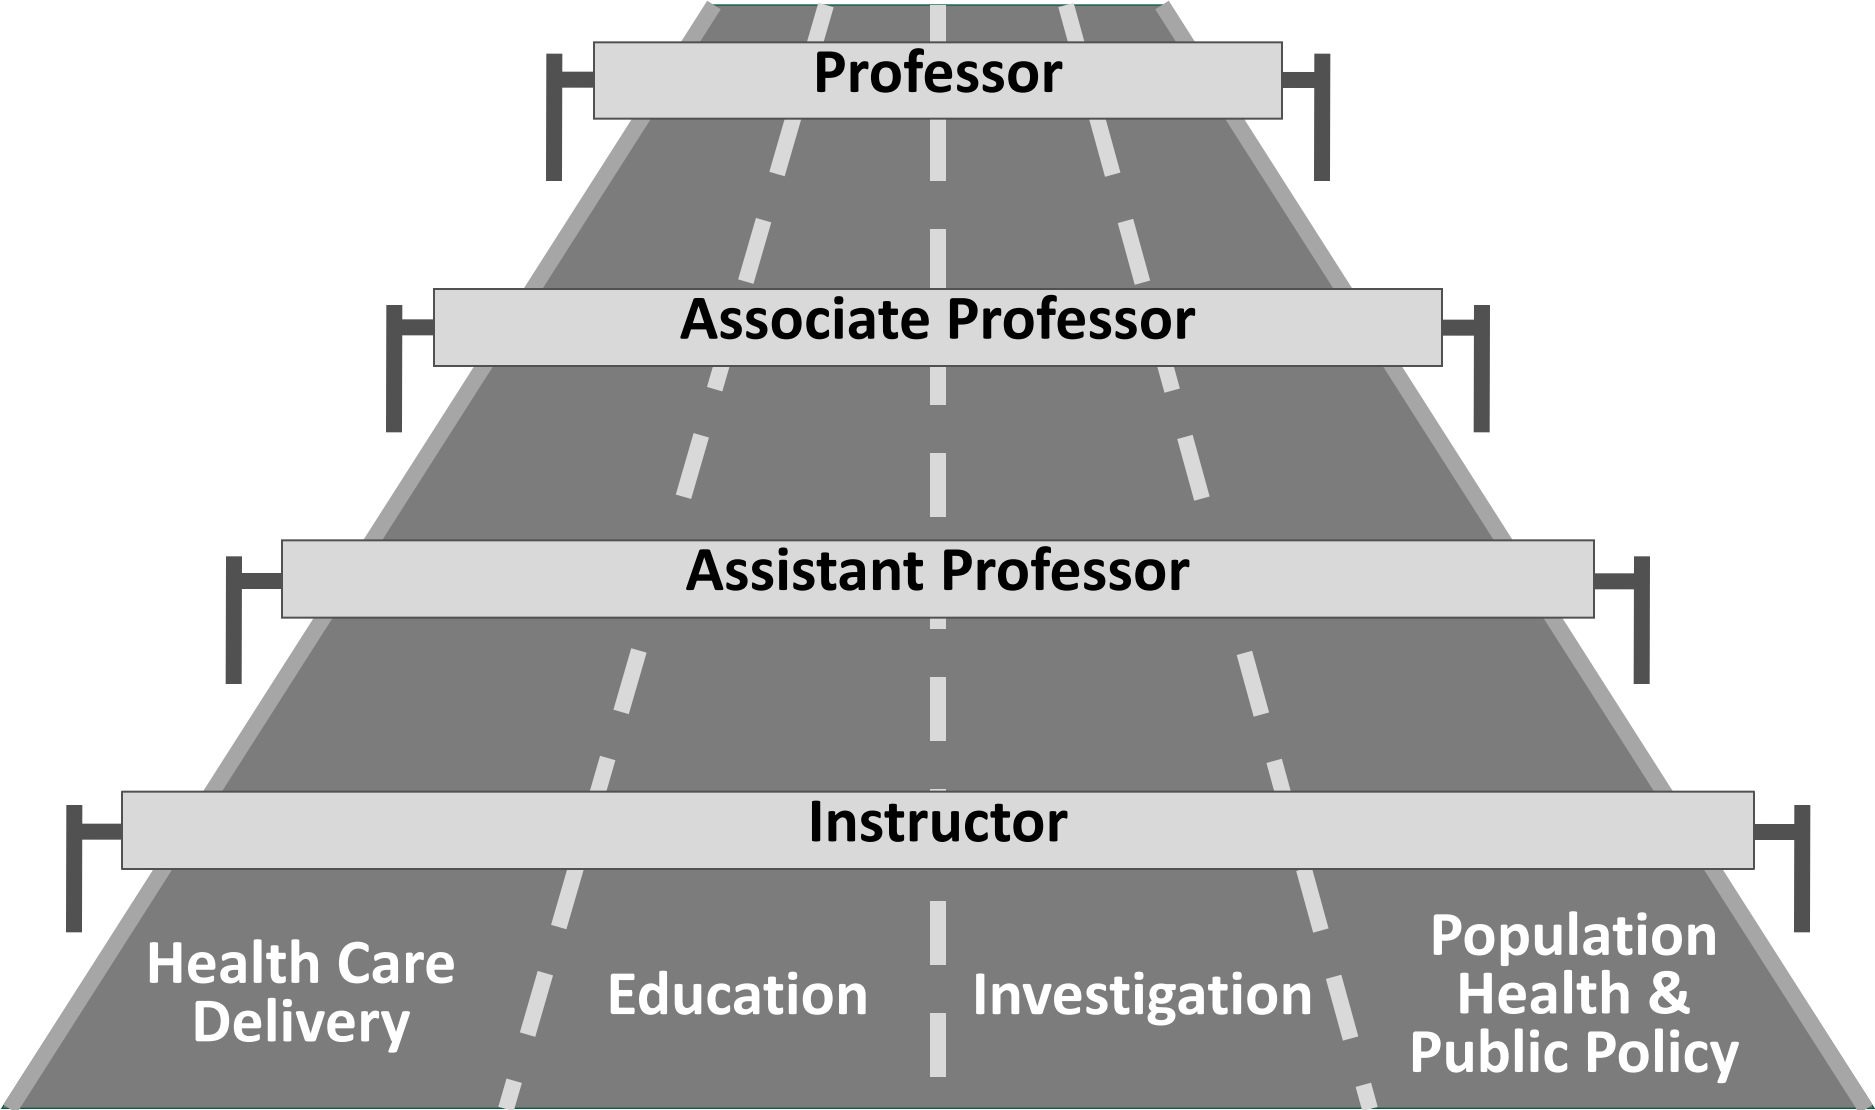 Professor
Associate Professor
Assistant Professor
Instructor
Health Care
Delivery
Education
Investigation
Population
Health &
Public Policy